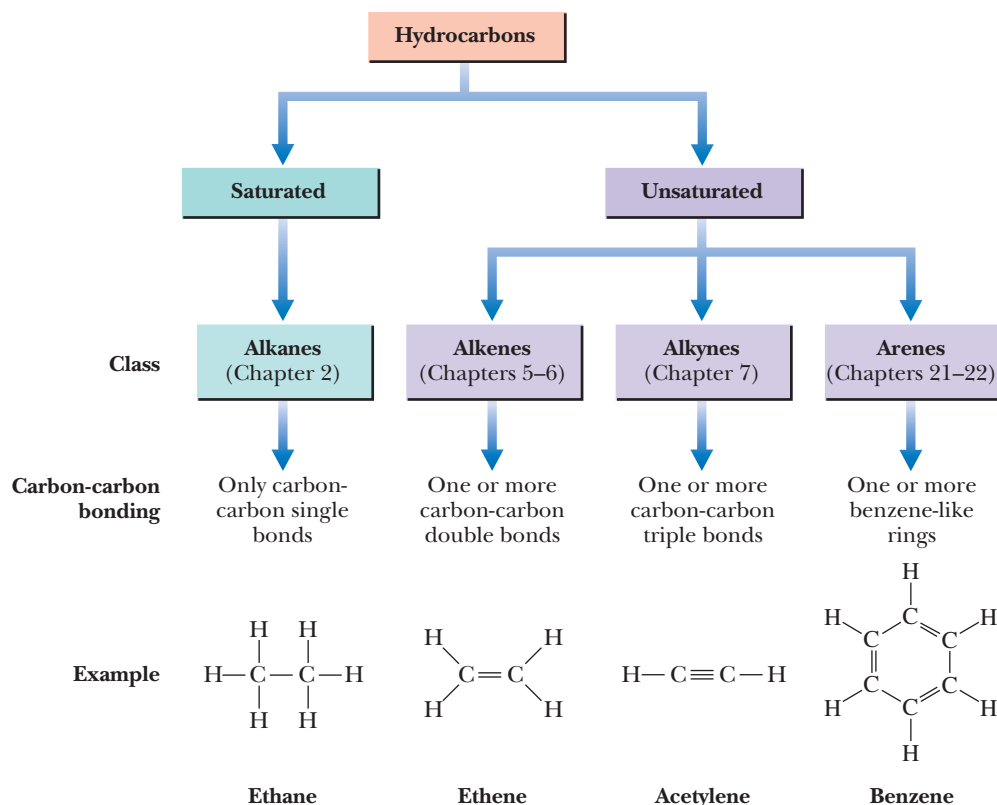 Hydrocarbons
Saturated
Unsaturated
Class
Alkanes
(Chapter 2)
Alkenes
(Chapters 5–6)
Alkynes
(Chapter 7)
Arenes
(Chapters 21–22)
Carbon-carbon
bonding
Only carbon-
carbon single
bonds
One or more
carbon-carbon
double bonds
One or more
carbon-carbon
triple bonds
One or more
benzene-like
rings
Example
H H
H—C—C—H
H H
H H
C=C
H H
H—C≡C—H
H
H C H
C C
C C
H C H
H
Ethane
Ethene
Acetylene
Benzene